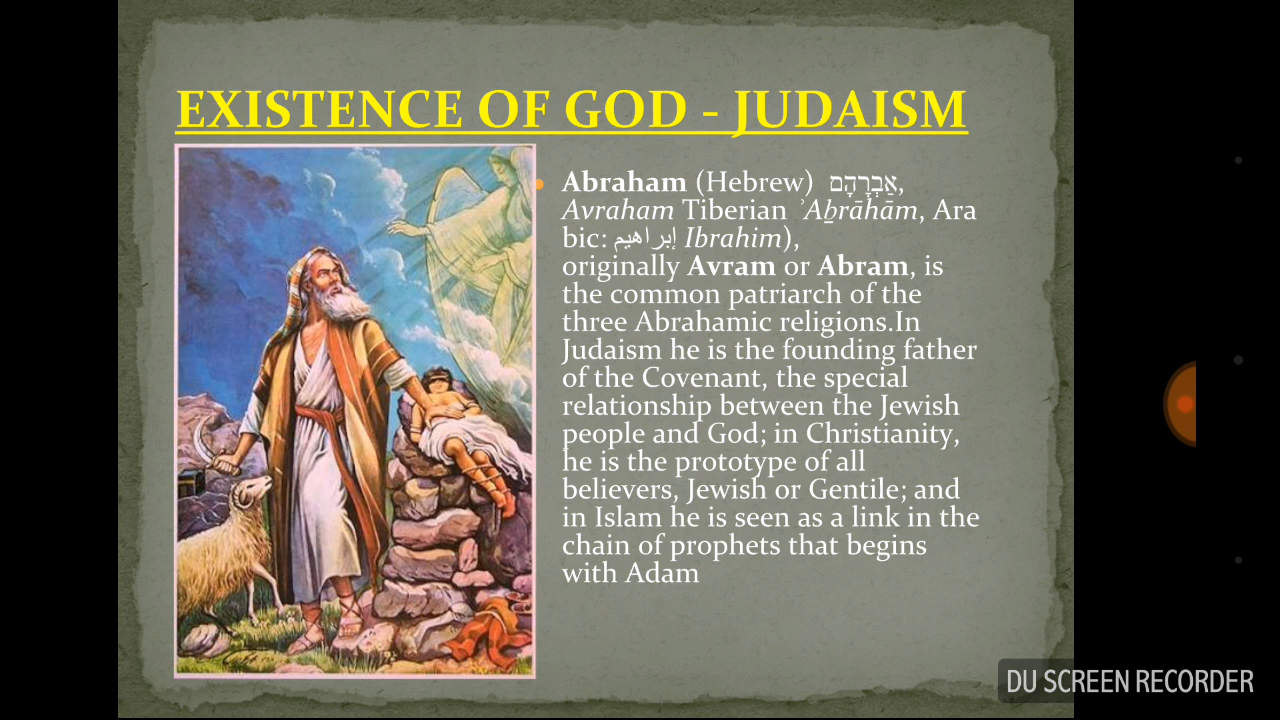 EXISTENCE OF GOD - JUDAISM
Abraham (Hebrew) אַבְרָהָם,
Avraham Tiberian ʾAḇrāhām, Ara
bic: إبراهيم Ibrahim),
originally Avram or Abram, is
the common patriarch of the
three Abrahamic religions.In
Judaism he is the founding father
of the Covenant, the special
relationship between the Jewish
people and God; in Christianity,
he is the prototype of all
believers, Jewish or Gentile; and
in Islam he is seen as a link in the
chain of prophets that begins
with Adam
DU SCREEN RECORDER